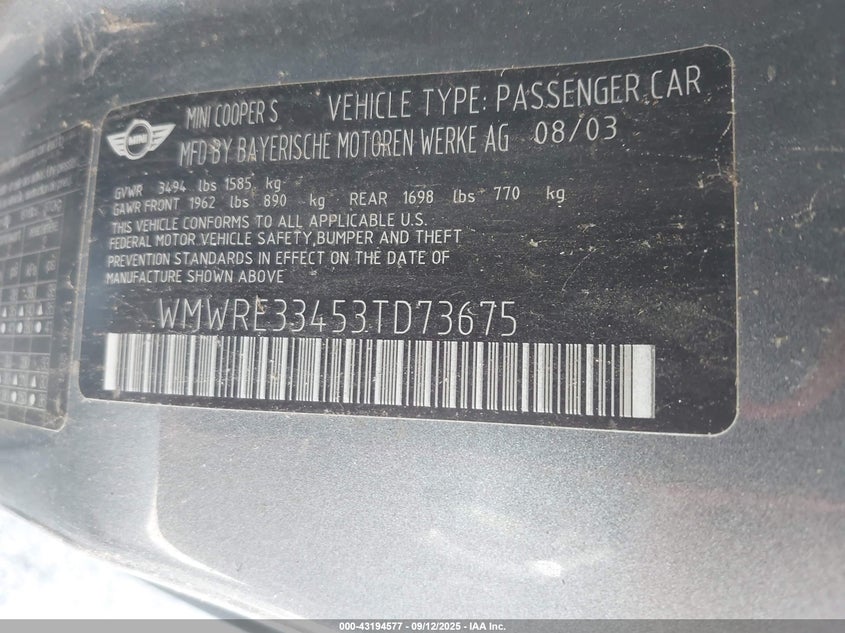 MINI COOPER S VEHICLE TYPE: PASSENGER CAR
MINI
MFD BY BAYERISCHE MOTOREN WERKE AG 08/03
GVWR 3494 lbs 1585 kg
GAWR FRONT 1962 lbs 890 kg REAR 1698 lbs 770 kg
THIS VEHICLE CONFORMS TO ALL APPLICABLE U.S.
FEDERAL MOTOR VEHICLE SAFETY,BUMPER AND THEFT
PREVENTION STANDARDS IN EFFECT ON THE DATE OF
MANUFACTURE SHOWN ABOVE
WMWRE33453TD73675
000-43194577 - 09/12/2025 - IAA Inc.